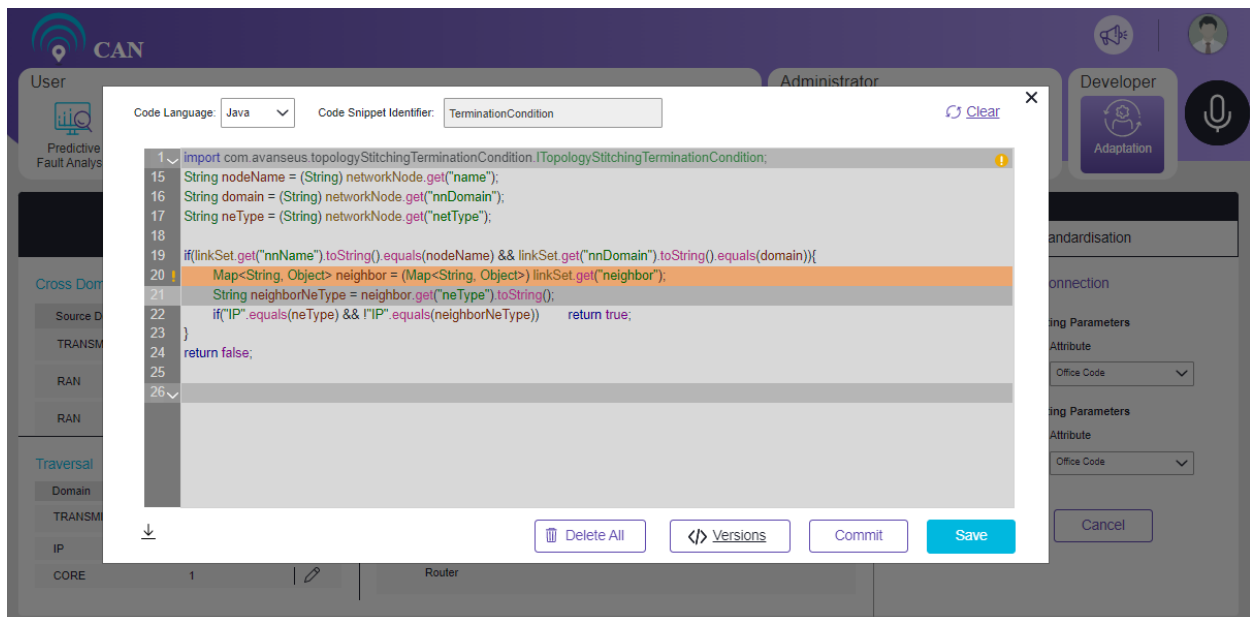 CAN
User
Administrator
Developer
Predictive
Fault Analys
Adaptation
Code Language: Java
Code Snippet Identifier: TerminationCondition
Clear
1 import com.avanseus.topologyStitchingTerminationCondition.ITopologyStitchingTerminationCondition;
15 String nodeName = (String) networkNode.get("name");
16 String domain = (String) networkNode.get("nnDomain");
17 String neType = (String) networkNode.get("netType");
18
19 if(linkSet.get("nnName").toString().equals(nodeName) && linkSet.get("nnDomain").toString().equals(domain)){
20 Map<String, Object> neighbor = (Map<String, Object>) linkSet.get("neighbor");
21 String neighborNeType = neighbor.get("neType").toString();
22 if("IP".equals(neType) && !"IP".equals(neighborNeType)) return true;
23 }
24 return false;
25
26
Delete All
</> Versions
Commit
Save
Cross Dom
Source D
TRANSM
RAN
RAN
Traversal
Domain
TRANSMI
IP
CORE 1
Router
andardisation
onnection
ing Parameters
Attribute
Office Code
ing Parameters
Attribute
Office Code
Cancel